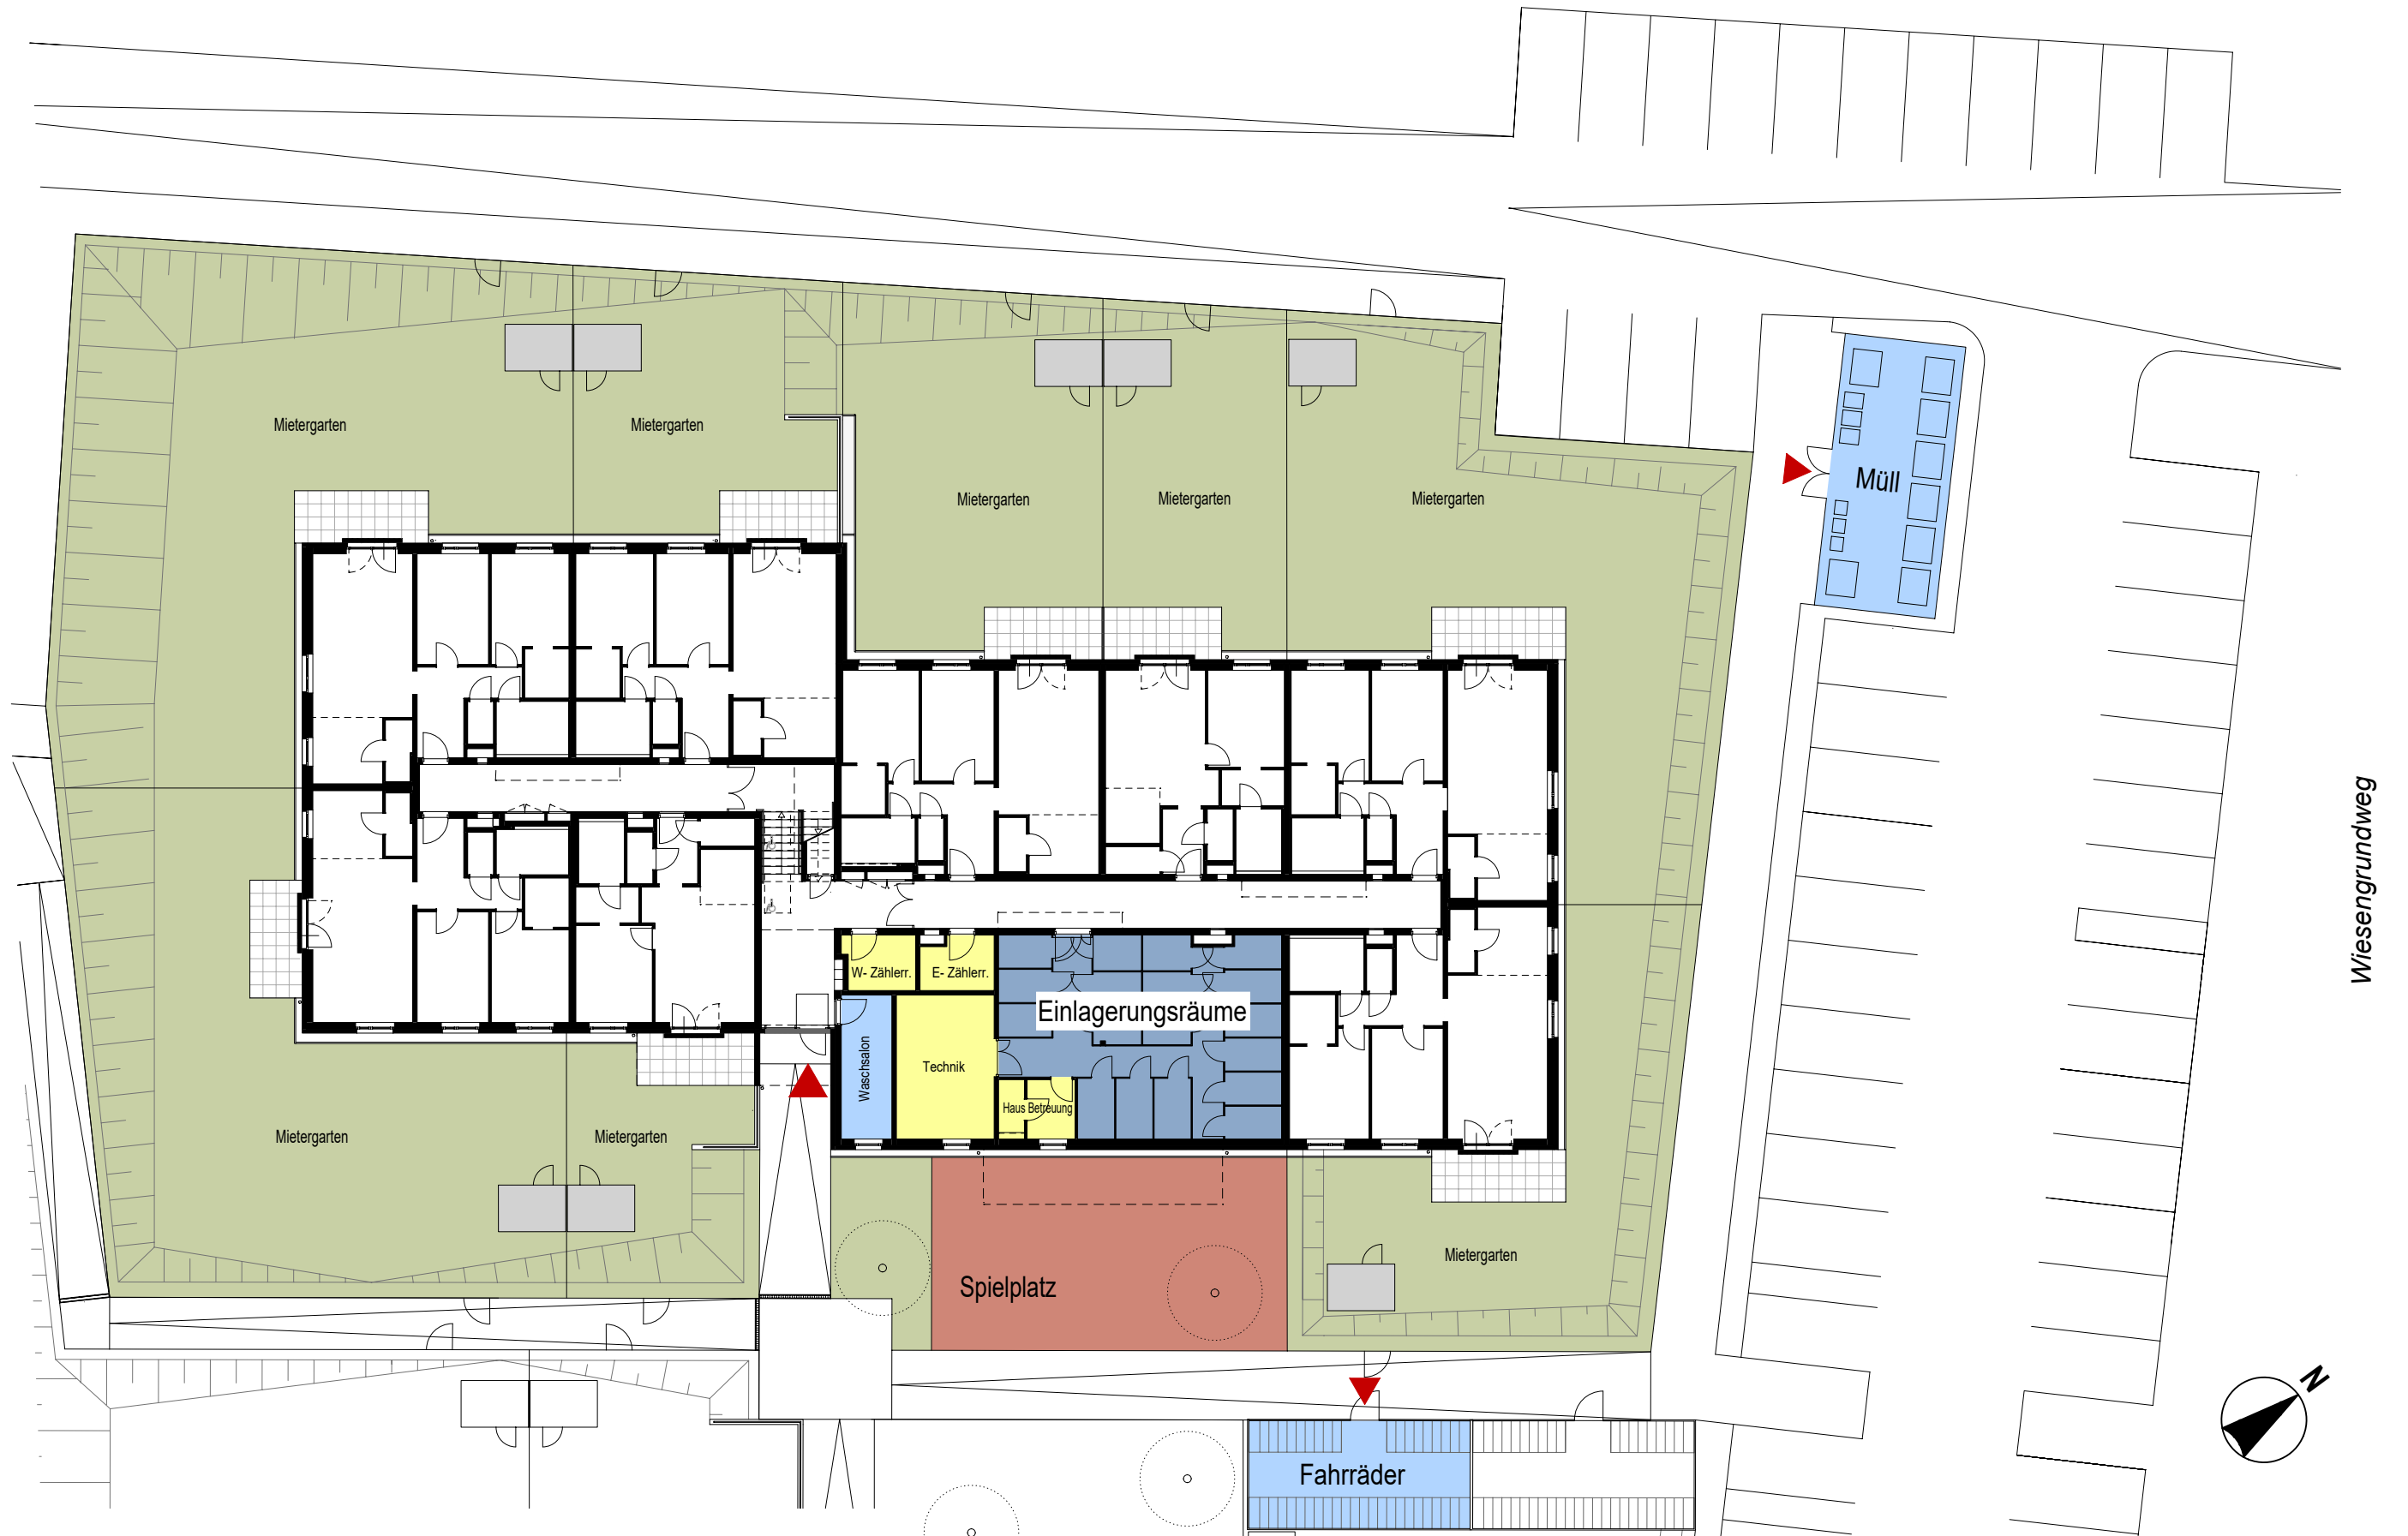 Mietergarten
Mietergarten
Mietergarten
Mietergarten
Mietergarten
Müll
Wiesengrundweg
W- Zählerr.
E- Zählerr.
Einlagerungsräume
Waschsalon
Technik
Haus Betreuung
Mietergarten
Mietergarten
Mietergarten
Spielplatz
Fahrräder
N